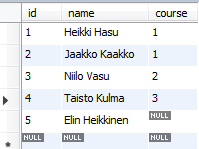 id name course
1 Heikki Hasu 1
2 Jaakko Kaakko 1
3 Niilo Vasu 2
4 Taisto Kulma 3
5 Elin Heikkinen NULL
NULL NULL NULL